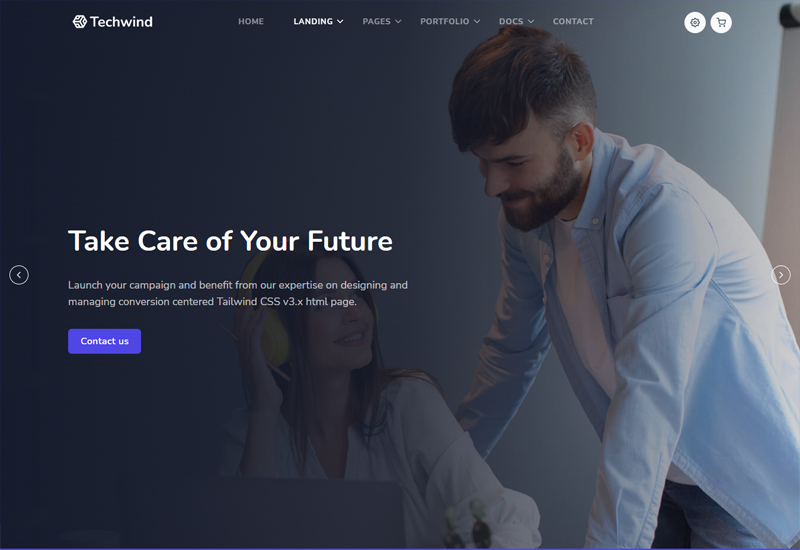 Techwind
HOME
LANDING
PAGES
PORTFOLIO
DOCS
CONTACT
Take Care of Your Future
Launch your campaign and benefit from our expertise on designing and
managing conversion centered Tailwind CSS v3.x html page.
Contact us